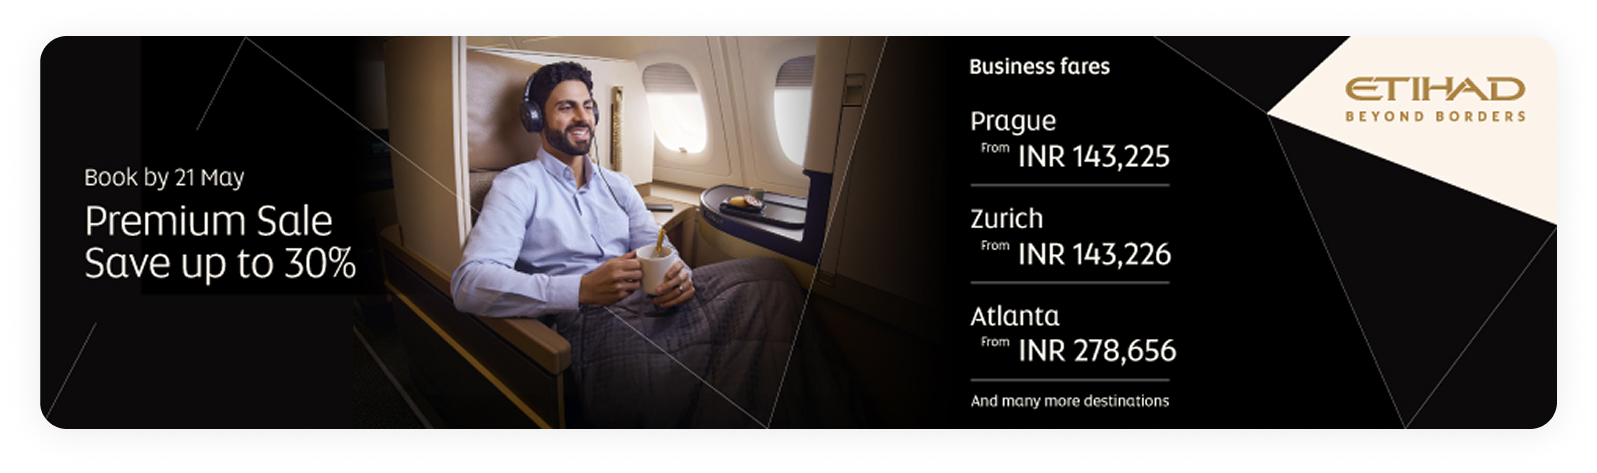 Book by 21 May
Premium Sale
Save up to 30%
Business fares
Prague
From INR 143,225
Zurich
From INR 143,226
Atlanta
From INR 278,656
And many more destinations
ETIHAD
BEYOND BORDERS